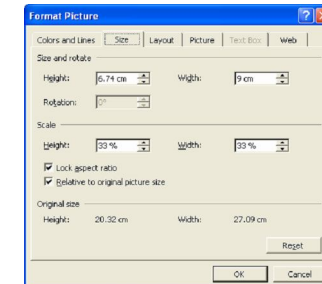 Format Picture
Colors and Lines Size Layout Picture Text Box Web
Size and rotate
Height: 6.74 cm Width: 9 cm
Rotation: 0°
Scale
Height: 33 % Width: 33 %
Lock aspect ratio
Relative to original picture size
Original size
Height: 20.32 cm Width: 27.09 cm
Reset
OK Cancel